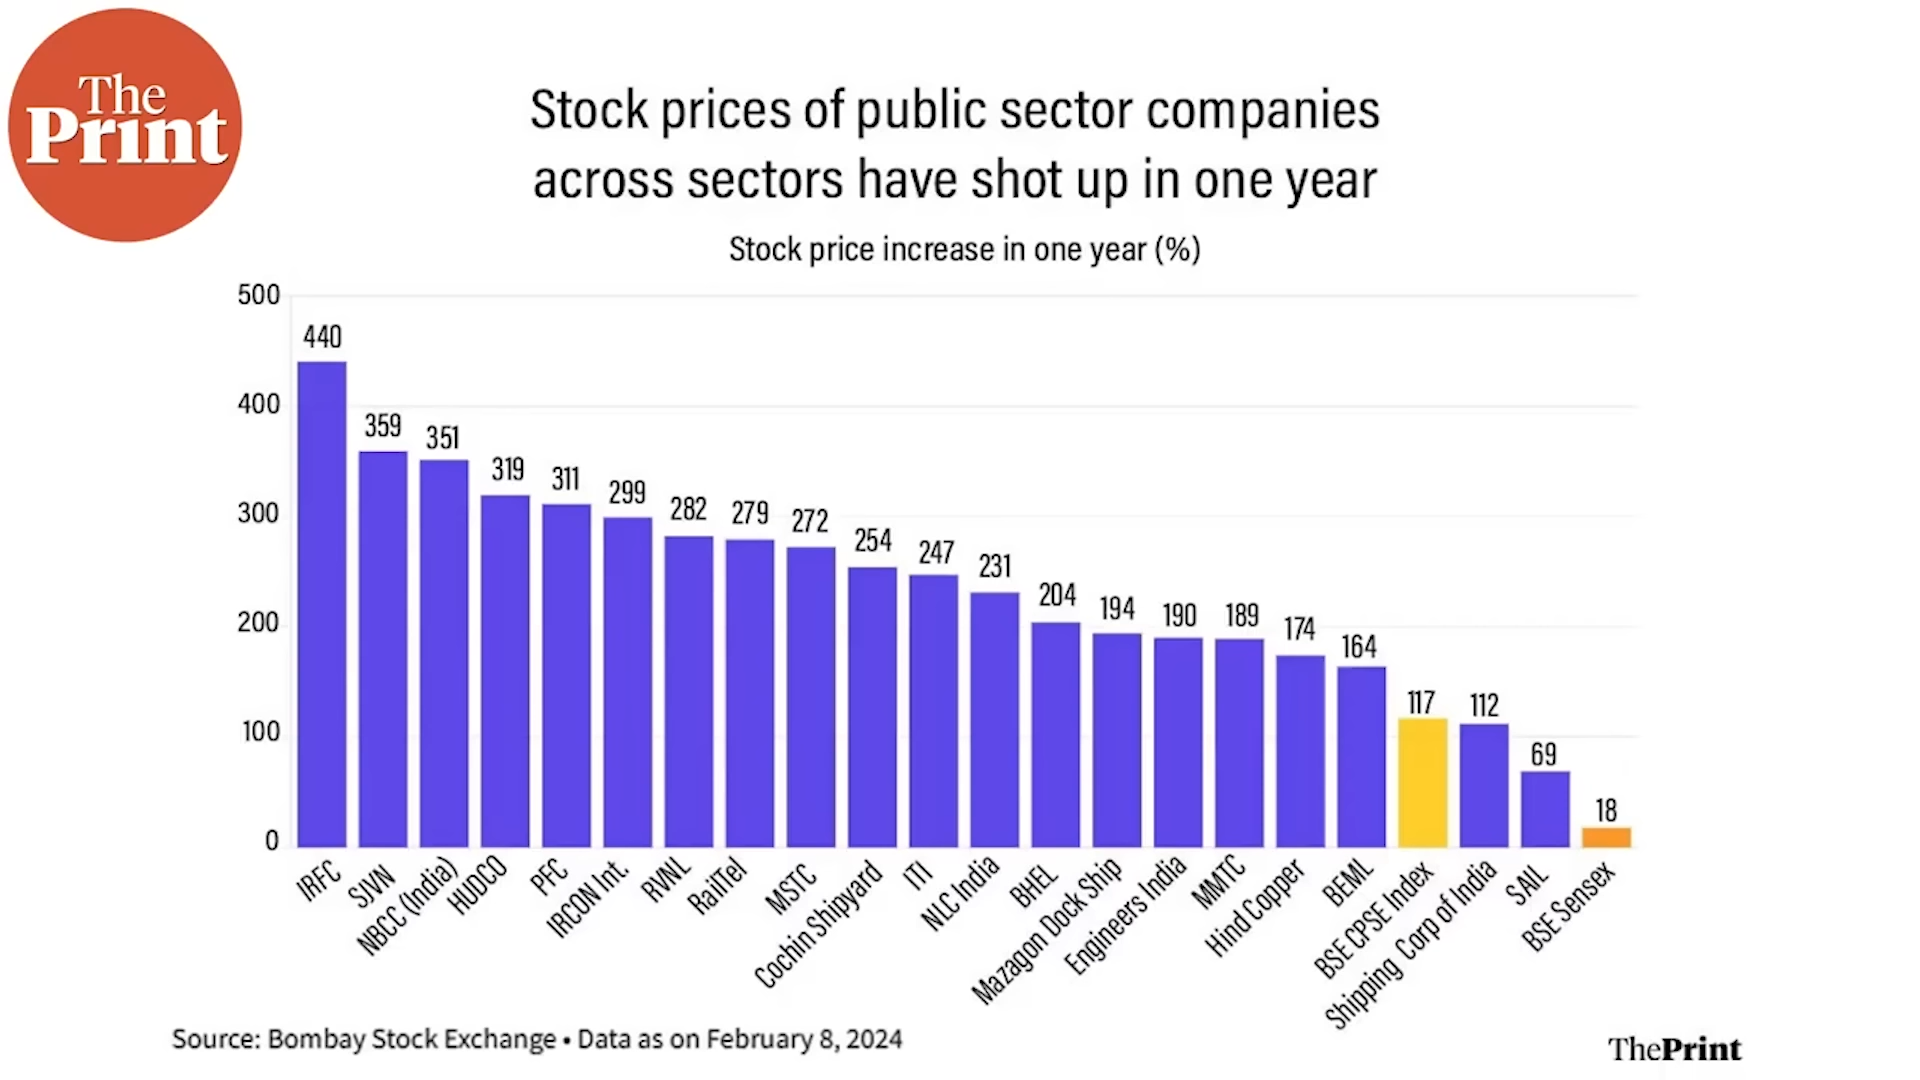 The
Print
Stock prices of public sector companies
across sectors have shot up in one year
Stock price increase in one year (%)
500
400
300
200
100
0
440
359
351
319
311
299
282
279
272
254
247
231
204
194
190
189
174
164
117
112
69
18
IRFC
SJVN
NBCC (India)
HUDCO
PFC
IRCON Int.
RVNL
RailTel
MSTC
Cochin Shipyard
ITI
NLC India
BHEL
Mazagon Dock Ship
Engineers India
MMTC
Hind Copper
BEML
BSE CPSE Index
Shipping Corp of India
SAIL
BSE Sensex
Source: Bombay Stock Exchange • Data as on February 8, 2024
ThePrint